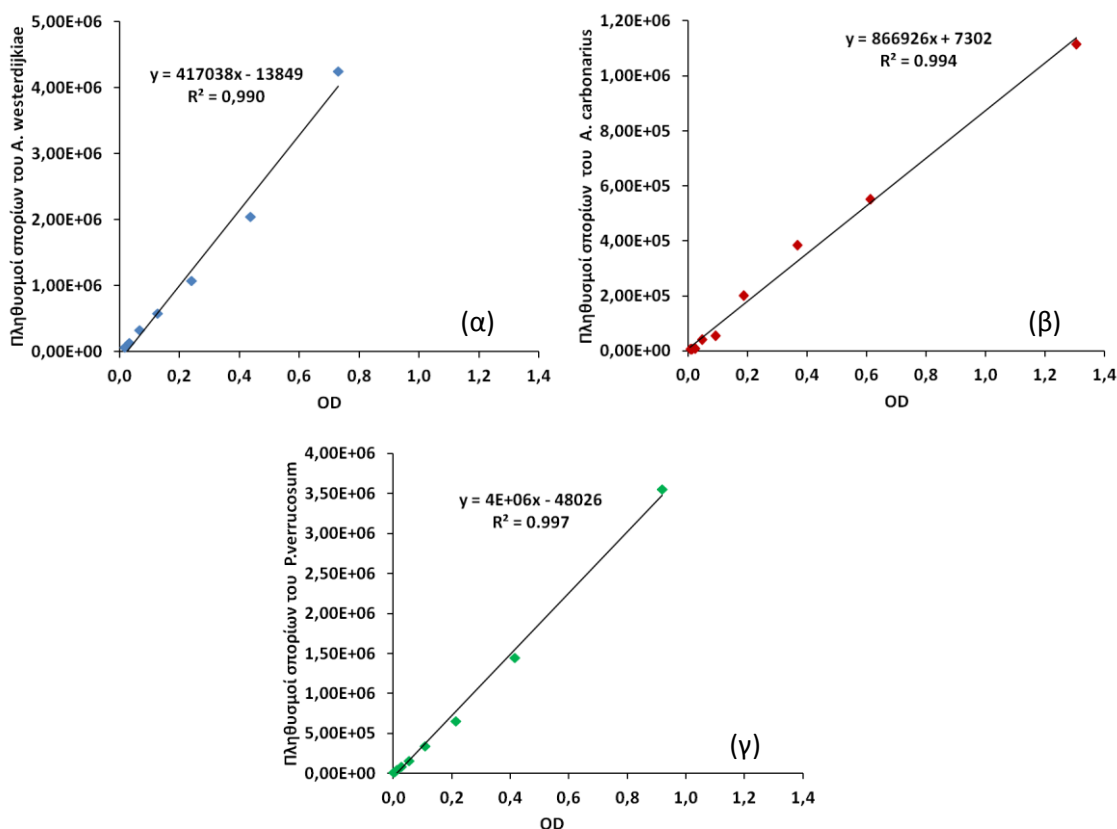 Πληθυσμοί σπορίων του A. westerdijkiae
5,00E+06
4,00E+06
3,00E+06
2,00E+06
1,00E+06
0,00E+00
y = 417038x - 13849
R² = 0,990
(α)
0,0 0,2 0,4 0,6 0,8 1,0 1,2 1,4
OD
Πληθυσμοί σπορίων του A. carbonarius
1,20E+06
1,00E+06
8,00E+05
6,00E+05
4,00E+05
2,00E+05
0,00E+00
y = 866926x + 7302
R² = 0.994
(β)
0,0 0,2 0,4 0,6 0,8 1,0 1,2 1,4
OD
Πληθυσμοί σπορίων του P.verrucosum
4,00E+06
3,50E+06
3,00E+06
2,50E+06
2,00E+06
1,50E+06
1,00E+06
5,00E+05
0,00E+00
y = 4E+06x - 48026
R² = 0.997
(γ)
0,0 0,2 0,4 0,6 0,8 1,0 1,2 1,4
OD